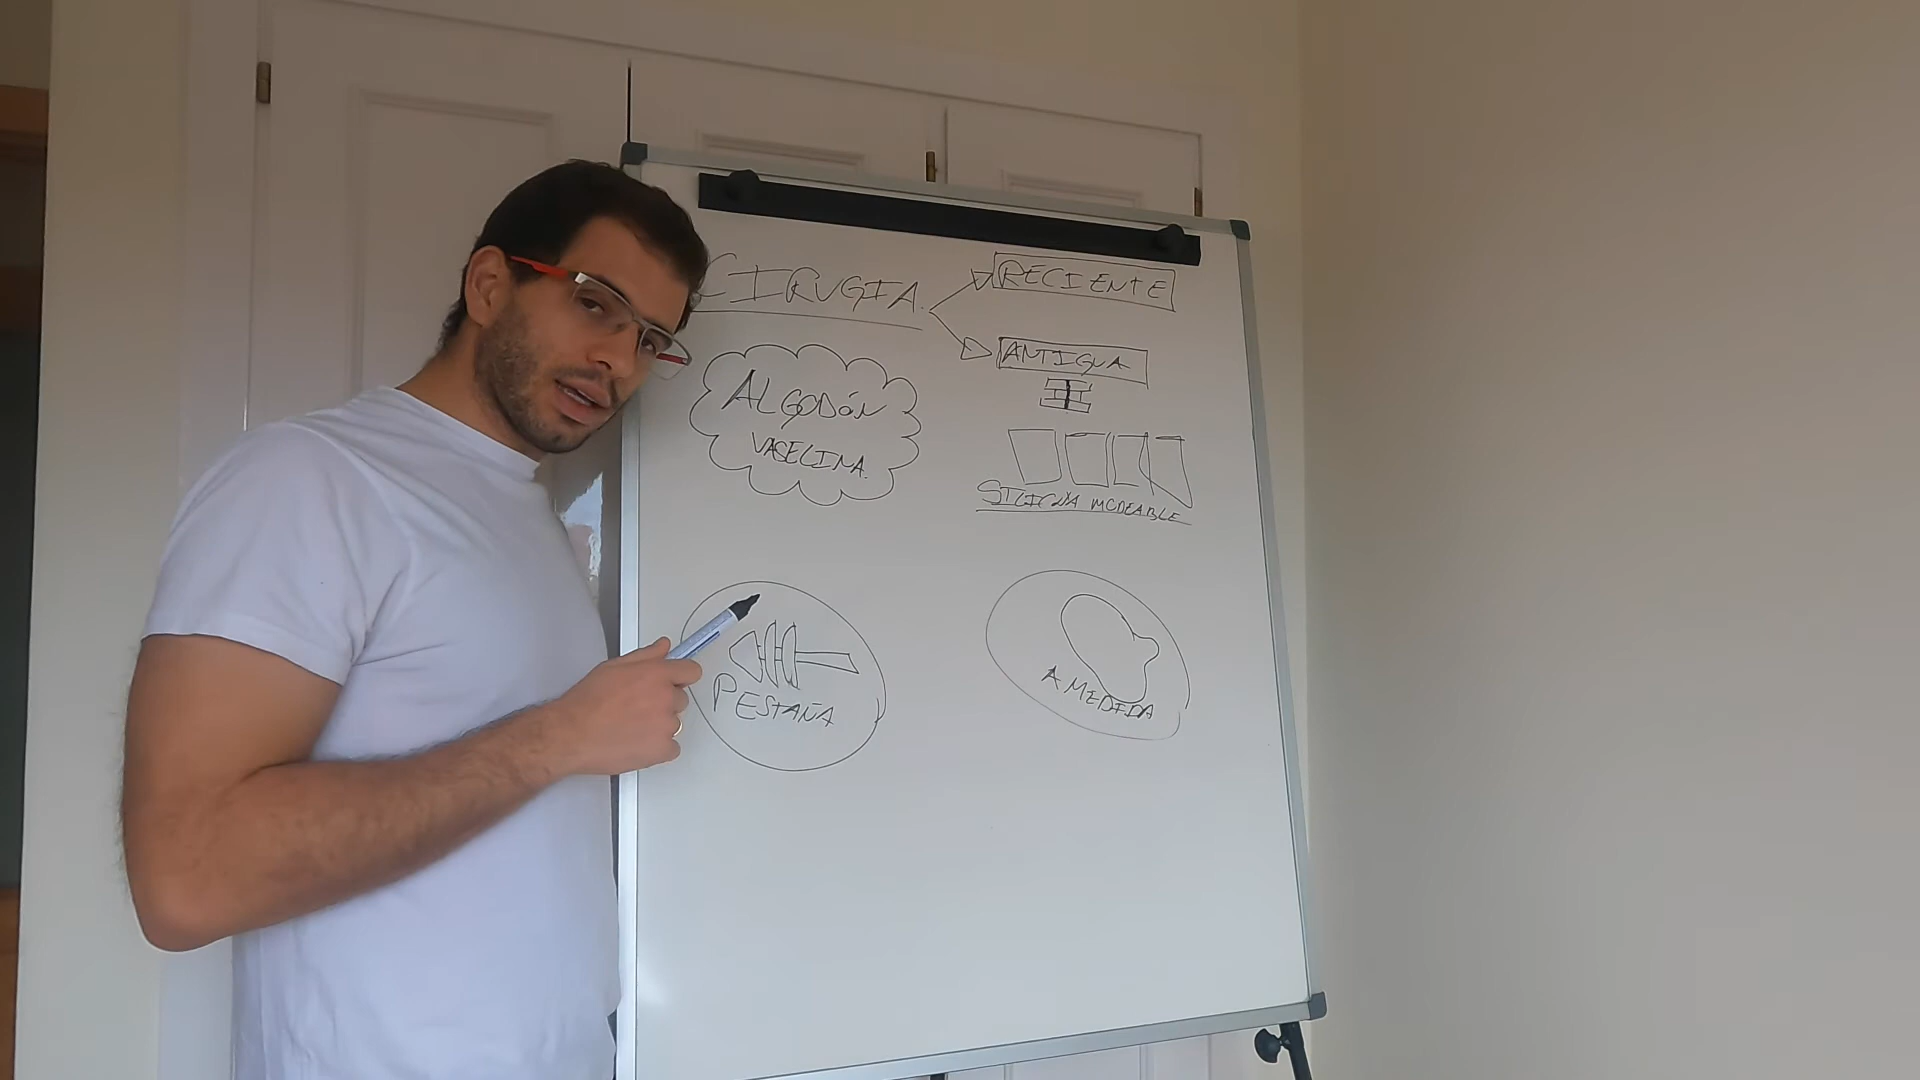 CIRUGIA.
RECIENTE
ANTIGUA
ALGODÓN
VASELINA.
SILICONA MODEABLE
PESTAÑA
A MEDIDA